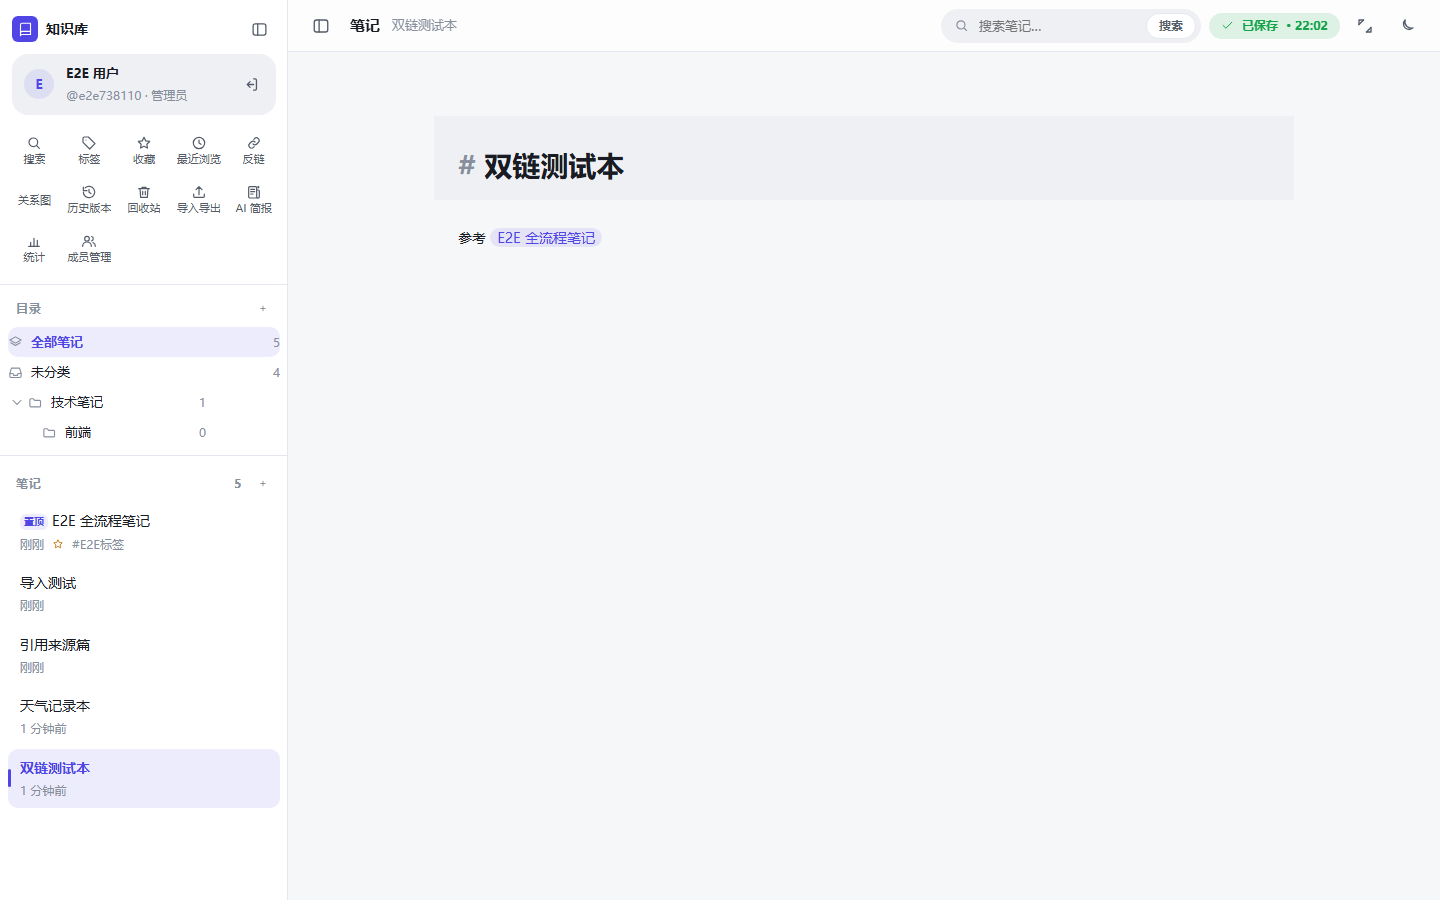 知识库
E
E2E 用户
@e2e738110 · 管理员
搜索 标签 收藏 最近浏览 反链
关系图 历史版本 回收站 导入导出 AI 简报
统计 成员管理
目录 +
全部笔记 5
未分类 4
技术笔记 1
前端 0
笔记 5 +
置顶 E2E 全流程笔记
刚刚 #E2E标签
导入测试
刚刚
引用来源篇
刚刚
天气记录本
1 分钟前
双链测试本
1 分钟前
笔记 双链测试本 搜索笔记... 搜索 已保存 • 22:02
# 双链测试本
参考 E2E 全流程笔记